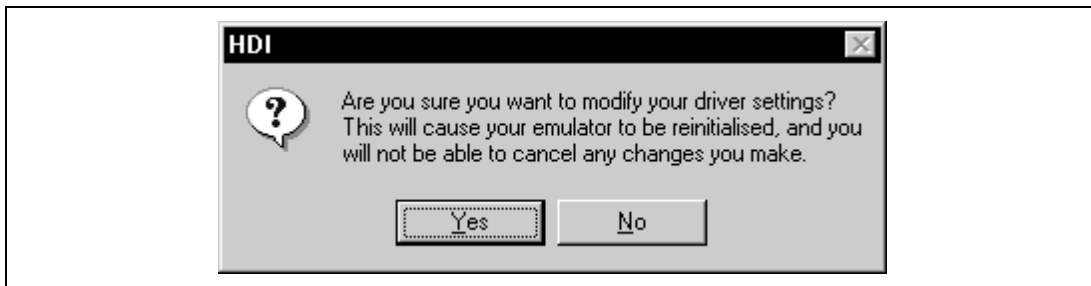 HDI
Are you sure you want to modify your driver settings?
This will cause your emulator to be reinitialised, and you
will not be able to cancel any changes you make.
Yes No